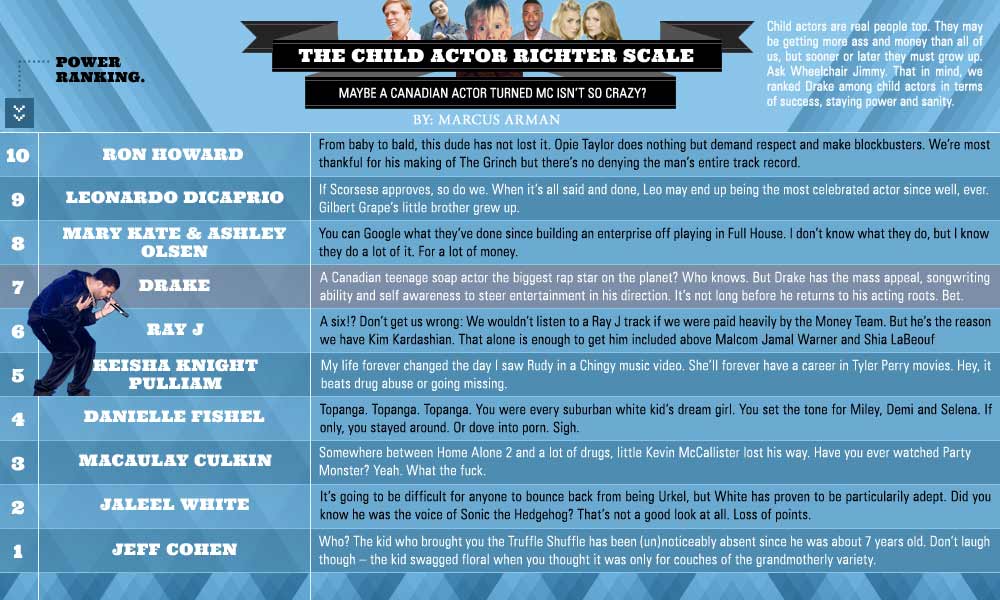 POWER
RANKING.
THE CHILD ACTOR RICHTER SCALE
MAYBE A CANADIAN ACTOR TURNED MC ISN'T SO CRAZY?
BY: MARCUS ARMAN
Child actors are real people too. They may
be getting more ass and money than all of
us, but sooner or later they must grow up.
Ask Wheelchair Jimmy. That in mind, we
ranked Drake among child actors in terms
of success, staying power and sanity.
10
RON HOWARD
From baby to bald, this dude has not lost it. Opie Taylor does nothing but demand respect and make blockbusters. We're most
thankful for his making of The Grinch but there's no denying the man's entire track record.
9
LEONARDO DICAPRIO
If Scorsese approves, so do we. When it's all said and done, Leo may end up being the most celebrated actor since well, ever.
Gilbert Grape's little brother grew up.
8
MARY KATE & ASHLEY
OLSEN
You can Google what they've done since building an enterprise off playing in Full House. I don't know what they do, but I know
they do a lot of it. For a lot of money.
7
DRAKE
A Canadian teenage soap actor the biggest rap star on the planet? Who knows. But Drake has the mass appeal, songwriting
ability and self awareness to steer entertainment in his direction. It's not long before he returns to his acting roots. Bet.
6
RAY J
A six!? Don't get us wrong: We wouldn't listen to a Ray J track if we were paid heavily by the Money Team. But he's the reason
we have Kim Kardashian. That alone is enough to get him included above Malcom Jamal Warner and Shia LaBeouf
5
KEISHA KNIGHT
PULLIAM
My life forever changed the day I saw Rudy in a Chingy music video. She'll forever have a career in Tyler Perry movies. Hey, it
beats drug abuse or going missing.
4
DANIELLE FISHEL
Topanga. Topanga. Topanga. You were every suburban white kid's dream girl. You set the tone for Miley, Demi and Selena. If
only, you stayed around. Or dove into porn. Sigh.
3
MACAULAY CULKIN
Somewhere between Home Alone 2 and a lot of drugs, little Kevin McCallister lost his way. Have you ever watched Party
Monster? Yeah. What the fuck.
2
JALEEL WHITE
It's going to be difficult for anyone to bounce back from being Urkel, but White has proven to be particularily adept. Did you
know he was the voice of Sonic the Hedgehog? That's not a good look at all. Loss of points.
1
JEFF COHEN
Who? The kid who brought you the Truffle Shuffle has been (un)noticeably absent since he was about 7 years old. Don't laugh
though – the kid swagged floral when you thought it was only for couches of the grandmotherly variety.